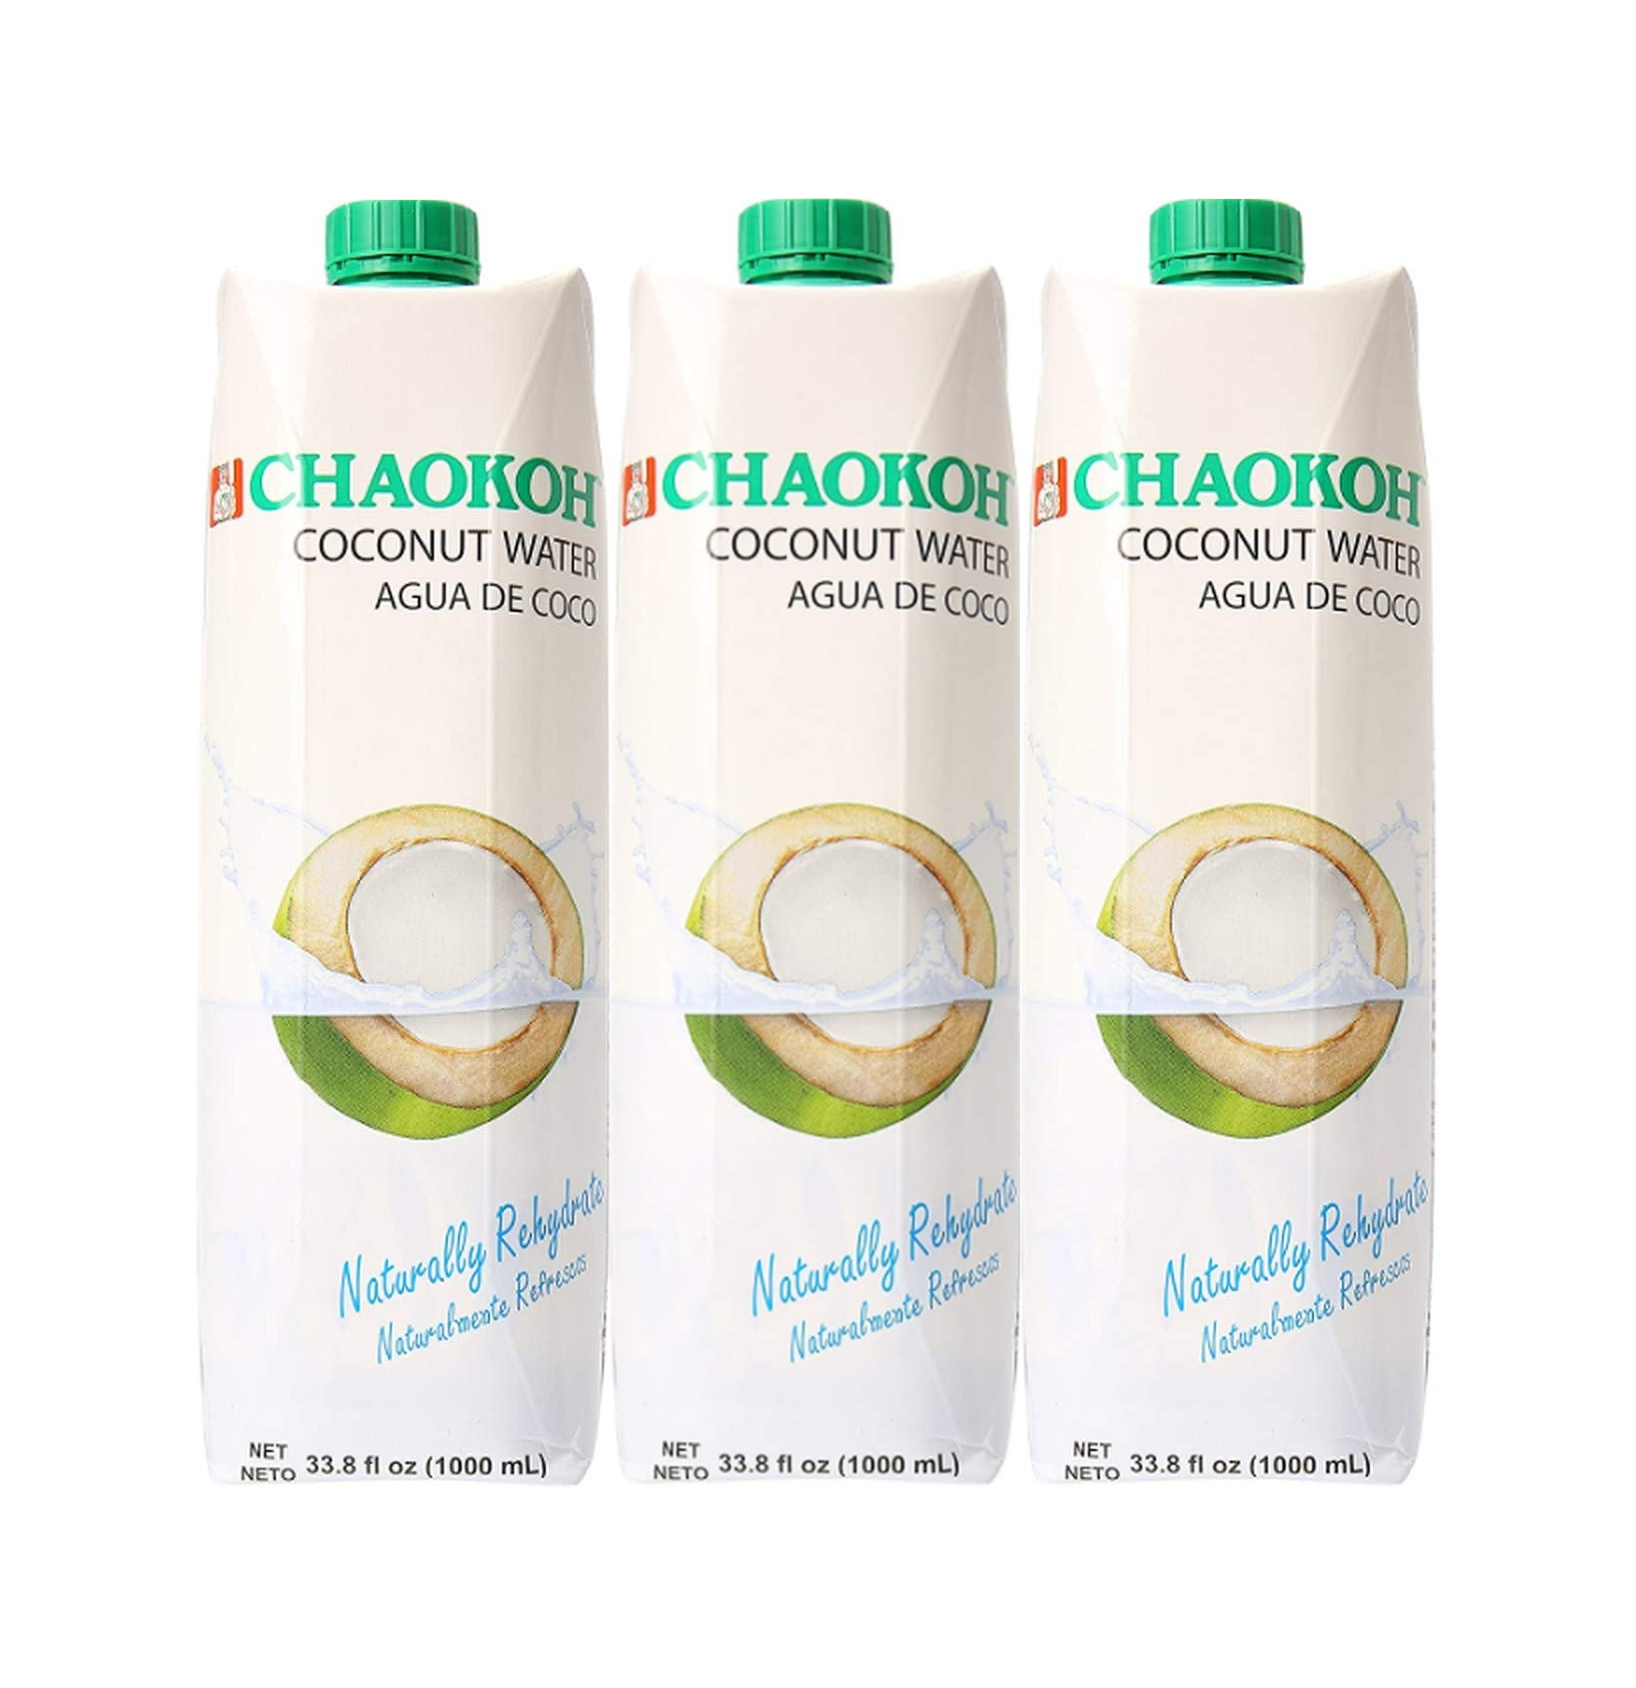 CHAOKOH
COCONUT WATER
AGUA DE COCO
Naturally Rehydrate
Naturalmente Refrescos
NET
NETO 33.8 fl oz (1000 mL)
CHAOKOH
COCONUT WATER
AGUA DE COCO
Naturally Rehydrate
Naturalmente Refrescos
NET
NETO 33.8 fl oz (1000 mL)
CHAOKOH
COCONUT WATER
AGUA DE COCO
Naturally Rehydrate
Naturalmente Refrescos
NET
NETO 33.8 fl oz (1000 mL)